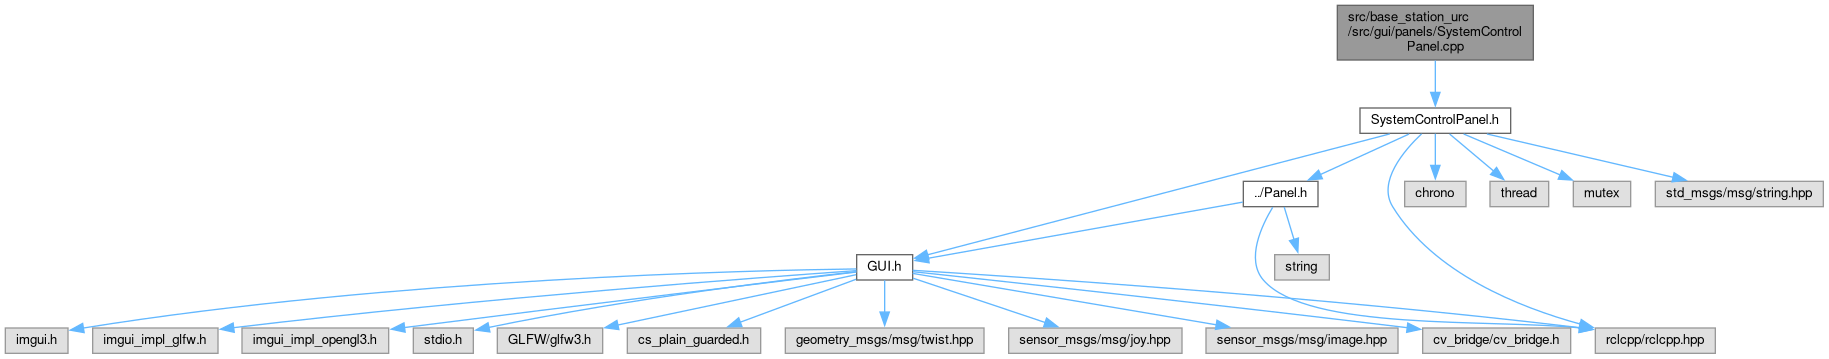 src/base_station_urc
/src/gui/panels/SystemControl
Panel.cpp
SystemControlPanel.h
../Panel.h
chrono
thread
mutex
std_msgs/msg/string.hpp
GUI.h
string
imgui.h
imgui_impl_glfw.h
imgui_impl_opengl3.h
stdio.h
GLFW/glfw3.h
cs_plain_guarded.h
geometry_msgs/msg/twist.hpp
sensor_msgs/msg/joy.hpp
sensor_msgs/msg/image.hpp
cv_bridge/cv_bridge.h
rclcpp/rclcpp.hpp